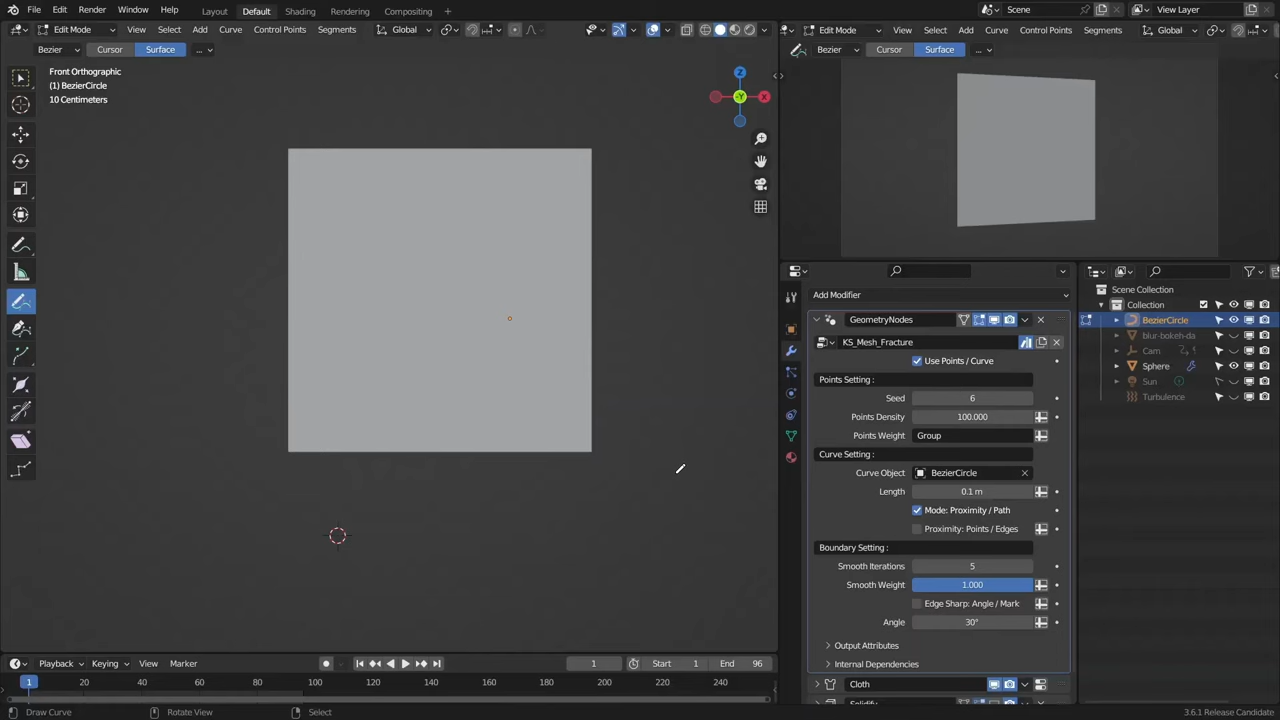 File Edit Render Window Help Layout Default Shading Rendering Compositing + Scene View Layer
Edit Mode View Select Add Curve Control Points Segments Global
Edit Mode View Select Add Curve Control Points Segments Global
Bezier Cursor Surface ...
Bezier Cursor Surface ...
Front Orthographic
(1) BezierCircle
10 Centimeters
Z
-Y
X
Add Modifier
GeometryNodes
KS_Mesh_Fracture
Use Points / Curve
Points Setting :
Seed 6
Points Density 100.000
Points Weight Group
Curve Setting :
Curve Object BezierCircle
Length 0.1 m
Mode: Proximity / Path
Proximity: Points / Edges
Boundary Setting :
Smooth Iterations 5
Smooth Weight 1.000
Edge Sharp: Angle / Mark
Angle 30°
Output Attributes
Internal Dependencies
Cloth
Scene Collection
Collection
BezierCircle
blur-bokeh-da
Cam
Sphere
Sun
Turbulence
Playback Keying View Marker 1 Start 1 End 96
1 20 40 60 80 100 120 140 160 180 200 220 240
Draw Curve Rotate View Select 3.6.1 Release Candidate